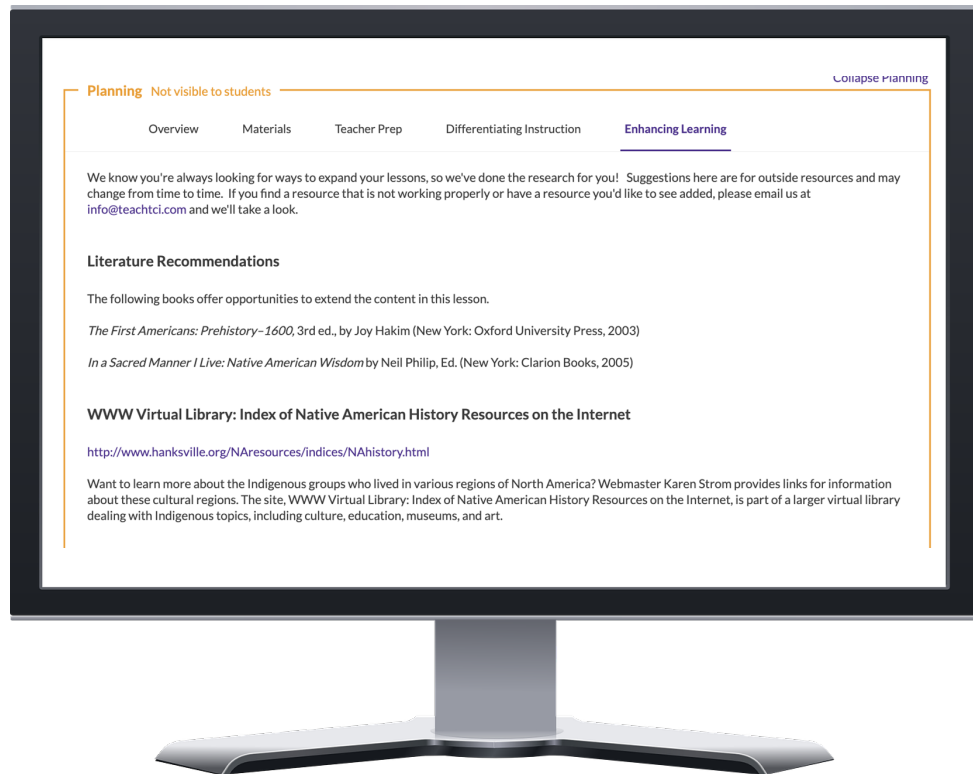 Collapse Planning
Planning Not visible to students
Overview Materials Teacher Prep Differentiating Instruction Enhancing Learning
We know you're always looking for ways to expand your lessons, so we've done the research for you! Suggestions here are for outside resources and may
change from time to time. If you find a resource that is not working properly or have a resource you'd like to see added, please email us at
info@teachtci.com and we'll take a look.
Literature Recommendations
The following books offer opportunities to extend the content in this lesson.
The First Americans: Prehistory–1600, 3rd ed., by Joy Hakim (New York: Oxford University Press, 2003)
In a Sacred Manner I Live: Native American Wisdom by Neil Philip, Ed. (New York: Clarion Books, 2005)
WWW Virtual Library: Index of Native American History Resources on the Internet
http://www.hanksville.org/NAresources/indices/NAhistory.html
Want to learn more about the Indigenous groups who lived in various regions of North America? Webmaster Karen Strom provides links for information
about these cultural regions. The site, WWW Virtual Library: Index of Native American History Resources on the Internet, is part of a larger virtual library
dealing with Indigenous topics, including culture, education, museums, and art.